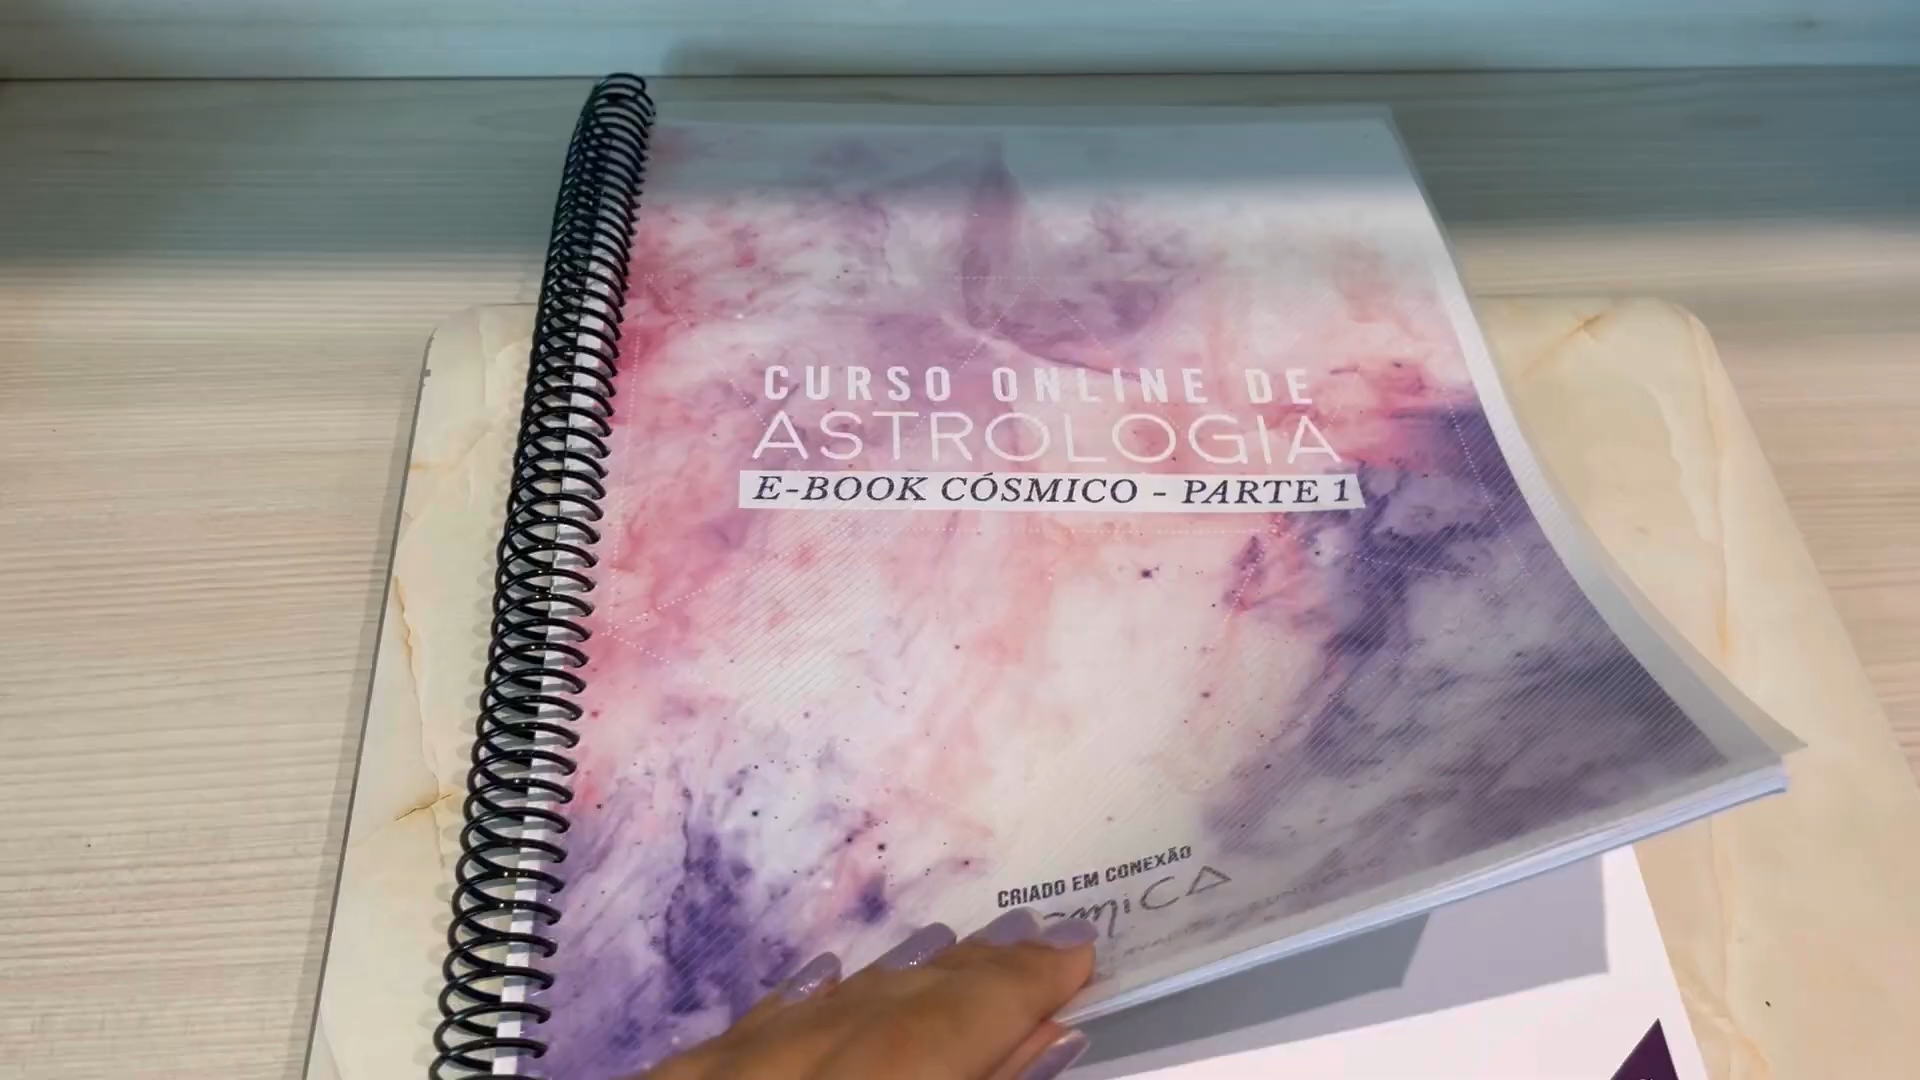 CURSO ONLINE DE
ASTROLOGIA
E-BOOK CÓSMICO - PARTE 1
CRIADO EM CONEXÃO